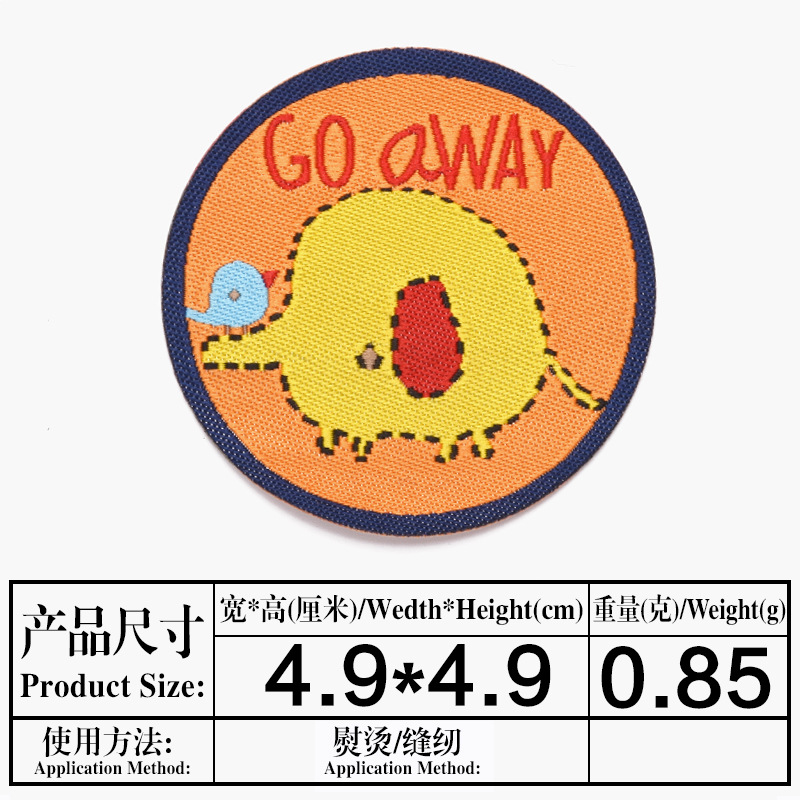 GO aWAY
产品尺寸
Product Size:
宽*高(厘米)/Wedth*Height(cm)
重量(克)/Weight(g)
4.9*4.9
0.85
使用方法:
Application Method:
熨烫/缝纫
Application Method: